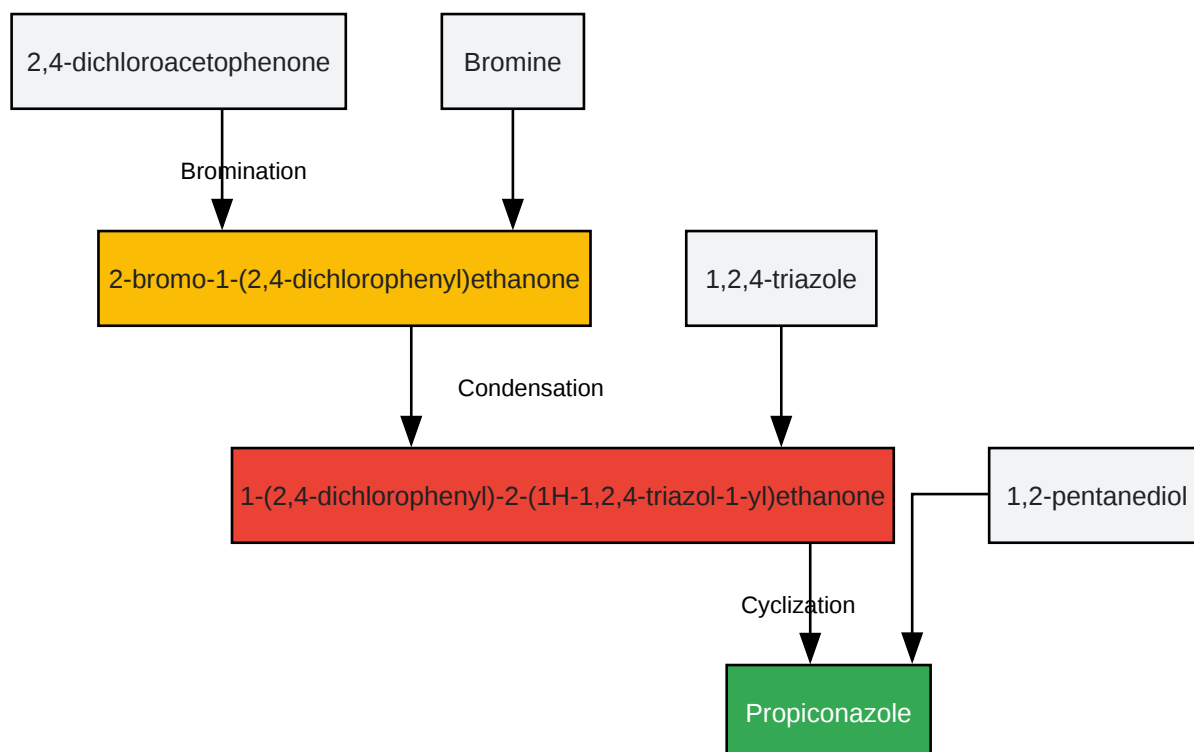 2,4-dichloroacetophenone
Bromine
Bromination
2-bromo-1-(2,4-dichlorophenyl)ethanone
1,2,4-triazole
Condensation
1-(2,4-dichlorophenyl)-2-(1H-1,2,4-triazol-1-yl)ethanone
1,2-pentanediol
Cyclization
Propiconazole